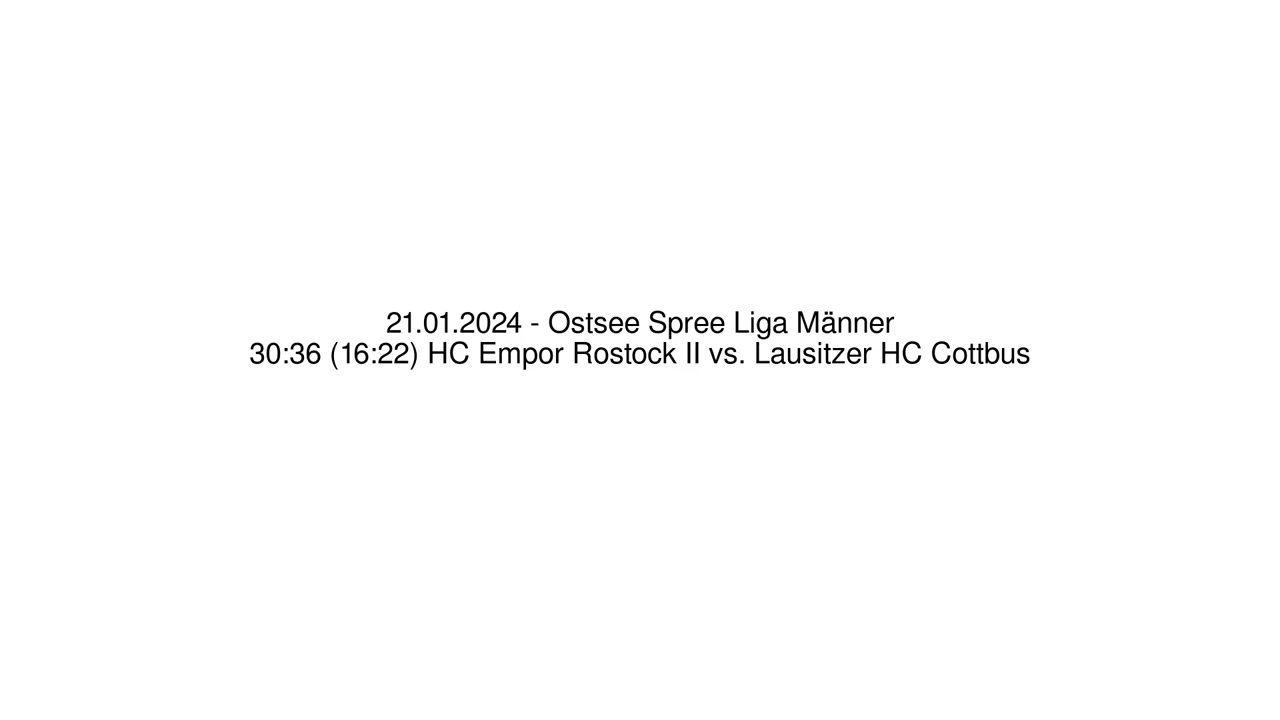 21.01.2024 - Ostsee Spree Liga Männer
30:36 (16:22) HC Empor Rostock II vs. Lausitzer HC Cottbus